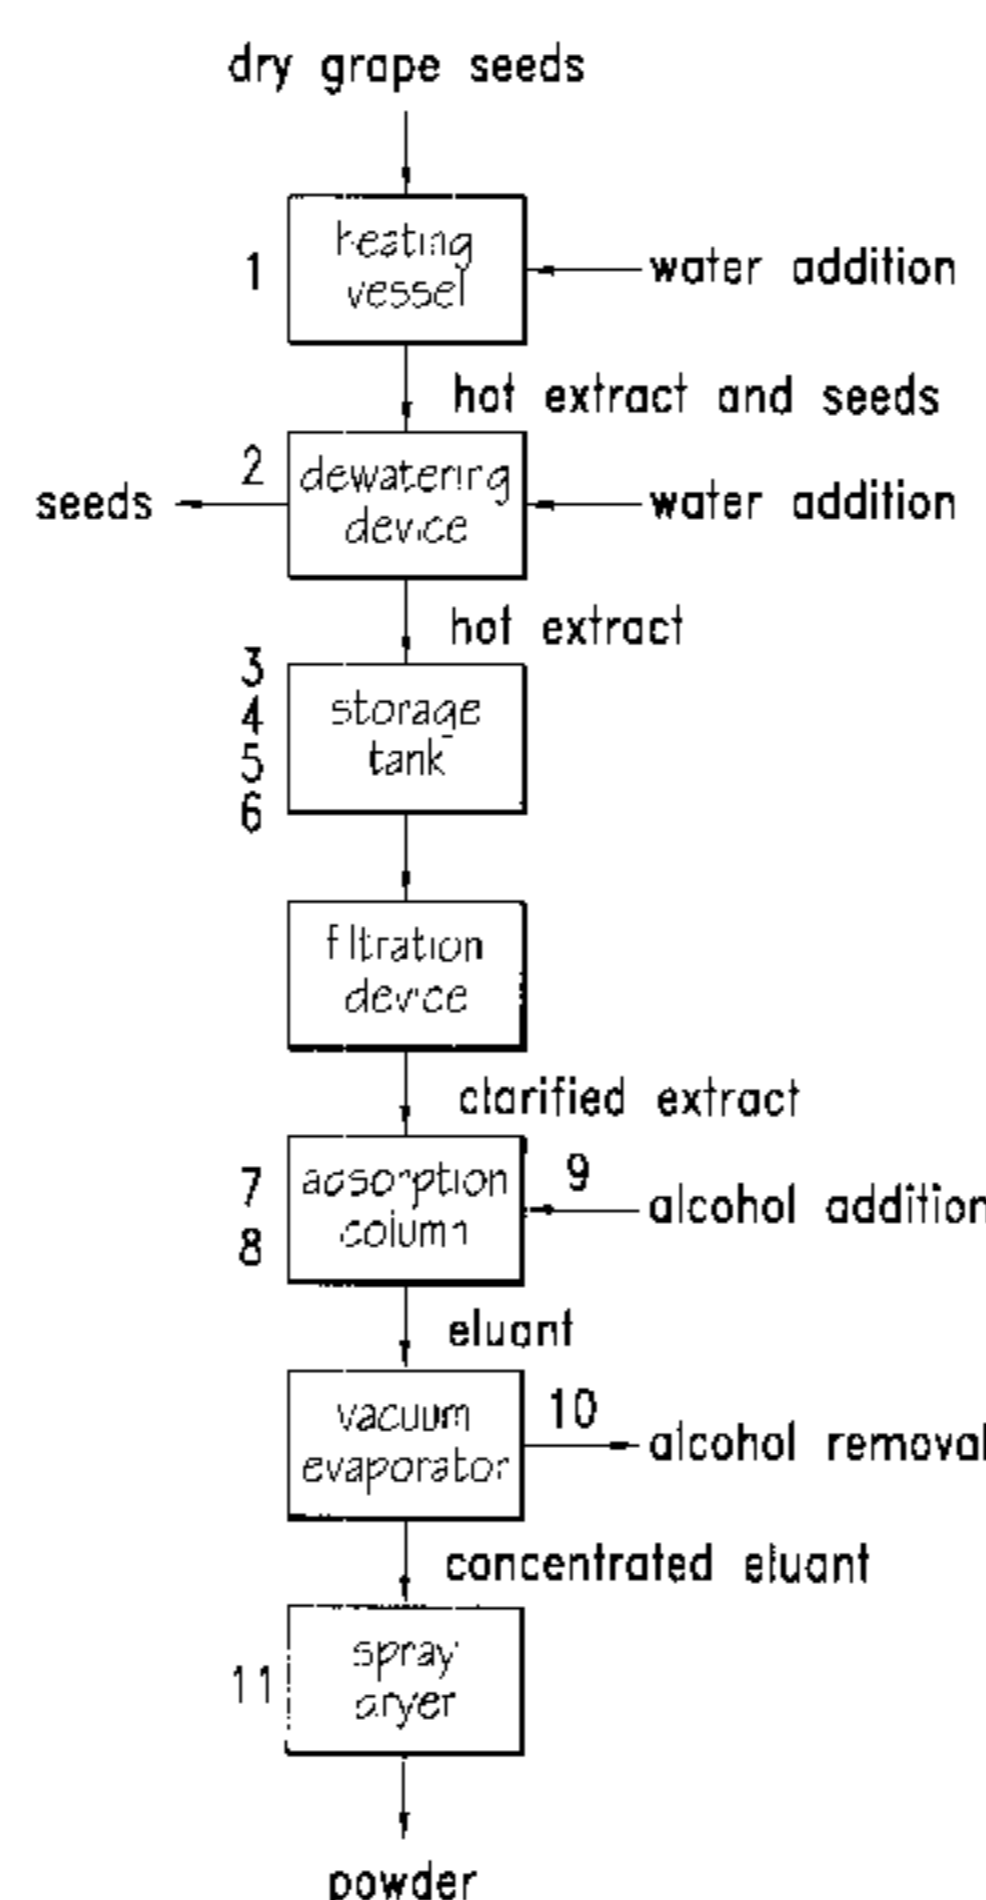 dry grape seeds
1
heating
vessel
water addition
hot extract and seeds
seeds
2
dewatering
device
water addition
hot extract
3
4
5
6
storage
tank
filtration
device
clarified extract
7
8
adsorption
column
9
alcohol addition
eluant
vacuum
evaporator
10
alcohol removal
concentrated eluant
11
spray
dryer
powder